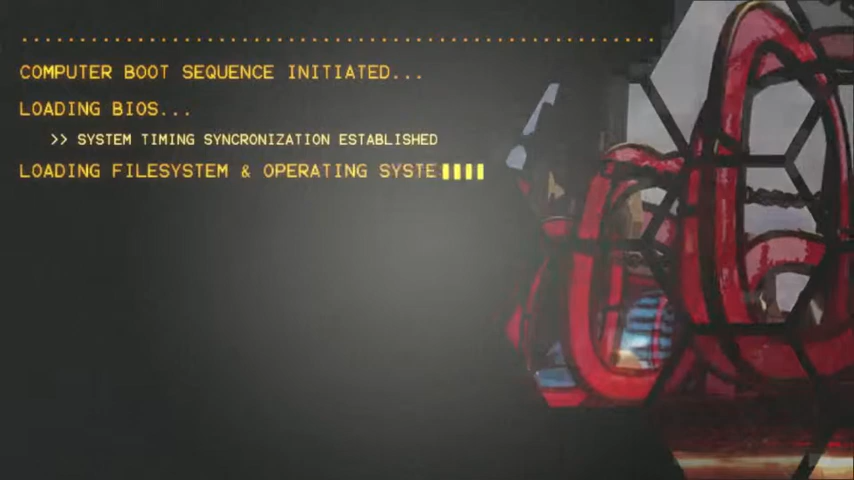 COMPUTER BOOT SEQUENCE INITIATED...
LOADING BIOS...
>> SYSTEM TIMING SYNCRONIZATION ESTABLISHED
LOADING FILESYSTEM & OPERATING SYSTE